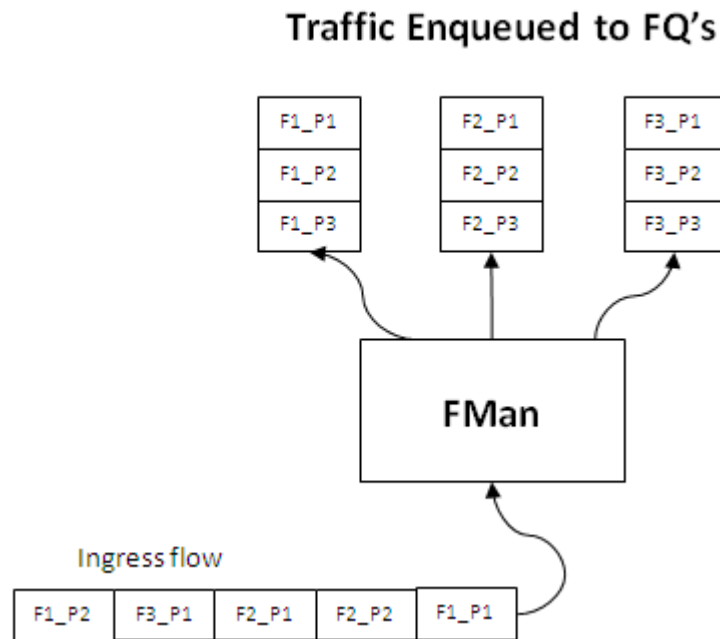 Traffic Enqueued to FQ's
F1_P1 F2_P1 F3_P1
F1_P2 F2_P2 F3_P2
F1_P3 F2_P3 F3_P3
FMan
Ingress flow
F1_P2 F3_P1 F2_P1 F2_P2 F1_P1